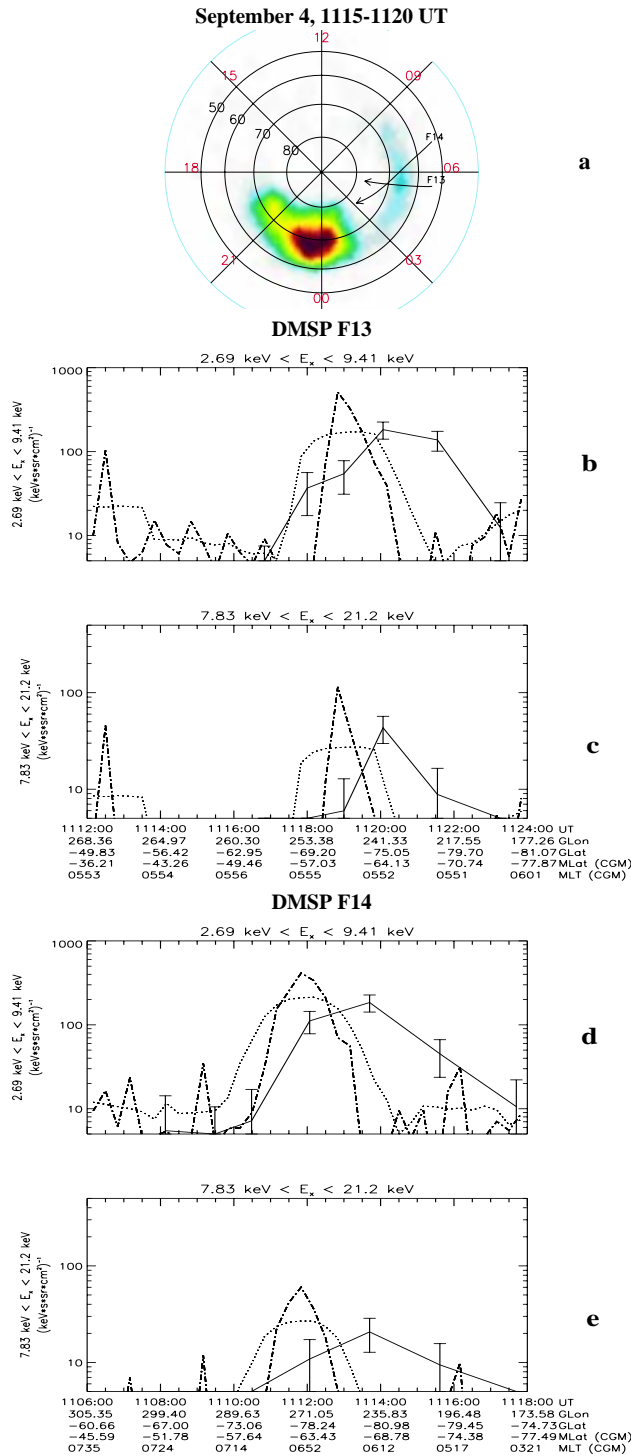 September 4, 1115-1120 UT
12
15
09
50
60
70
80
F14
18
06
a
F13
21
03
00
DMSP F13
2.69 keV < Eₓ < 9.41 keV
1000
100
10
2.69 keV < Eₓ < 9.41 keV
(keV*s*sr*cm²)⁻¹
b
7.83 keV < Eₓ < 21.2 keV
100
10
7.83 keV < Eₓ < 21.2 keV
(keV*s*sr*cm²)⁻¹
c
1112:00 1114:00 1116:00 1118:00 1120:00 1122:00 1124:00 UT
268.36 264.97 260.30 253.38 241.33 217.55 177.26 GLon
-49.83 -56.42 -62.95 -69.20 -75.05 -79.70 -81.07 GLat
-36.21 -43.26 -49.46 -57.03 -64.13 -70.74 -77.87 MLat (CGM)
0553 0554 0556 0555 0552 0551 0601 MLT (CGM)
DMSP F14
2.69 keV < Eₓ < 9.41 keV
1000
100
10
2.69 keV < Eₓ < 9.41 keV
(keV*s*sr*cm²)⁻¹
d
7.83 keV < Eₓ < 21.2 keV
100
10
7.83 keV < Eₓ < 21.2 keV
(keV*s*sr*cm²)⁻¹
e
1106:00 1108:00 1110:00 1112:00 1114:00 1116:00 1118:00 UT
305.35 299.40 289.63 271.05 235.83 196.48 173.58 GLon
-60.66 -67.00 -73.06 -78.24 -80.98 -79.45 -74.73 GLat
-45.59 -51.78 -57.64 -63.43 -68.78 -74.38 -77.49 MLat (CGM)
0735 0724 0714 0652 0612 0517 0321 MLT (CGM)